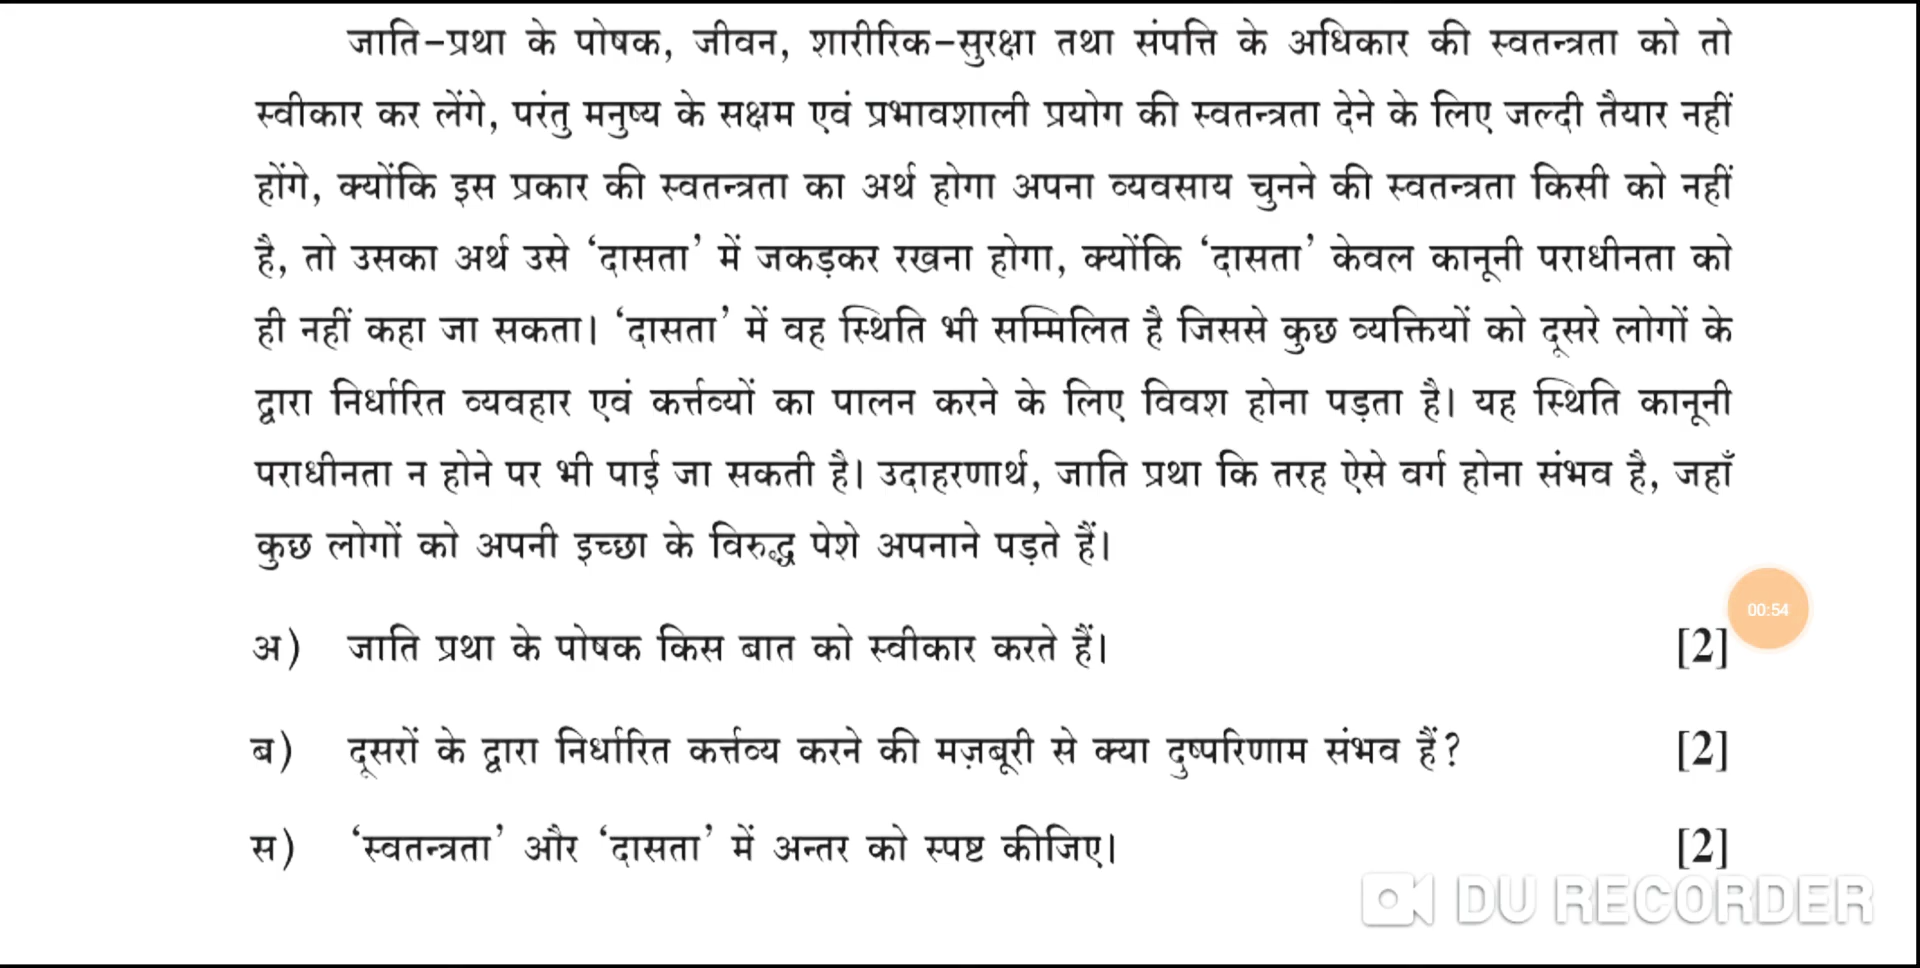 जाति-प्रथा के पोषक, जीवन, शारीरिक-सुरक्षा तथा संपत्ति के अधिकार की स्वतन्त्रता को तो
स्वीकार कर लेंगे, परंतु मनुष्य के सक्षम एवं प्रभावशाली प्रयोग की स्वतन्त्रता देने के लिए जल्दी तैयार नहीं
होंगे, क्योंकि इस प्रकार की स्वतन्त्रता का अर्थ होगा अपना व्यवसाय चुनने की स्वतन्त्रता किसी को नहीं
है, तो उसका अर्थ उसे ‘दासता’ में जकड़कर रखना होगा, क्योंकि ‘दासता’ केवल कानूनी पराधीनता को
ही नहीं कहा जा सकता। ‘दासता’ में वह स्थिति भी सम्मिलित है जिससे कुछ व्यक्तियों को दूसरे लोगों के
द्वारा निर्धारित व्यवहार एवं कर्त्तव्यों का पालन करने के लिए विवश होना पड़ता है। यह स्थिति कानूनी
पराधीनता न होने पर भी पाई जा सकती है। उदाहरणार्थ, जाति प्रथा कि तरह ऐसे वर्ग होना संभव है, जहाँ
कुछ लोगों को अपनी इच्छा के विरुद्ध पेशे अपनाने पड़ते हैं।
00:54
अ) जाति प्रथा के पोषक किस बात को स्वीकार करते हैं। [2]
ब) दूसरों के द्वारा निर्धारित कर्त्तव्य करने की मज़बूरी से क्या दुष्परिणाम संभव हैं? [2]
स) ‘स्वतन्त्रता’ और ‘दासता’ में अन्तर को स्पष्ट कीजिए। [2]
DU RECORDER